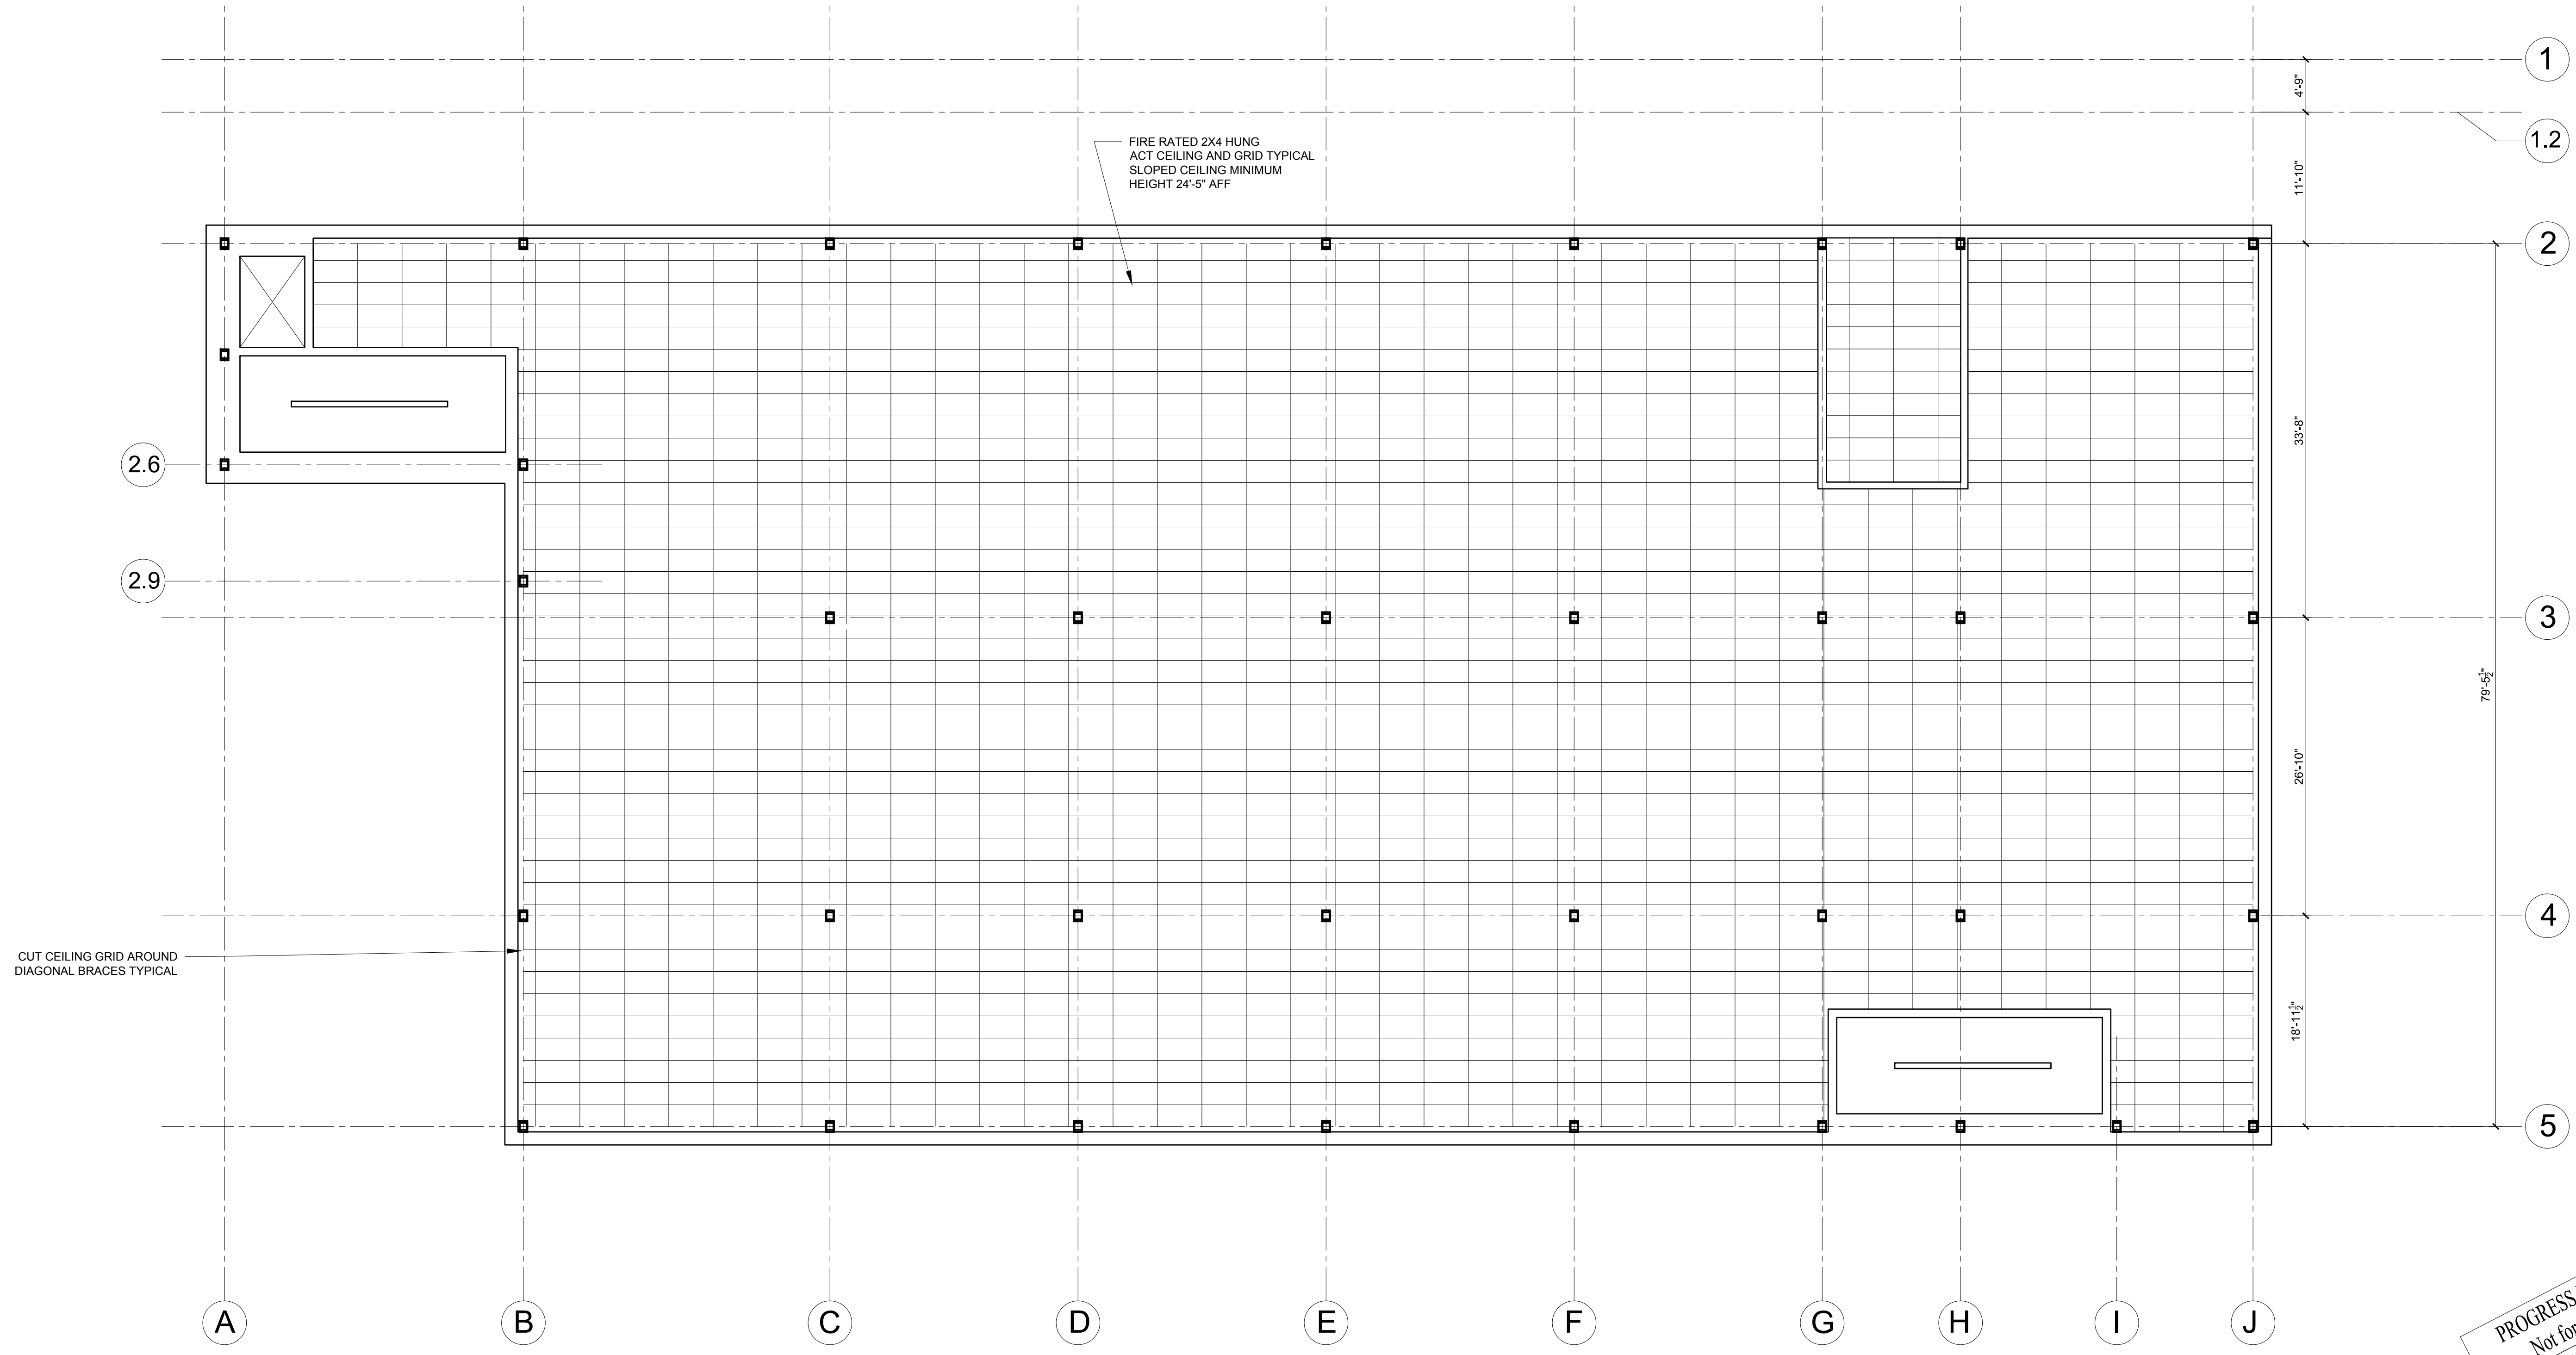 1
4'-9"
1.2
FIRE RATED 2X4 HUNG
ACT CEILING AND GRID TYPICAL
SLOPED CEILING MINIMUM
HEIGHT 24'-5" AFF
11'-10"
2
33'-8"
2.6
2.9
3
79'-5½"
26'-10"
4
CUT CEILING GRID AROUND
DIAGONAL BRACES TYPICAL
18'-11½"
5
A B C D E F G H I J
PROGRESS
Not for